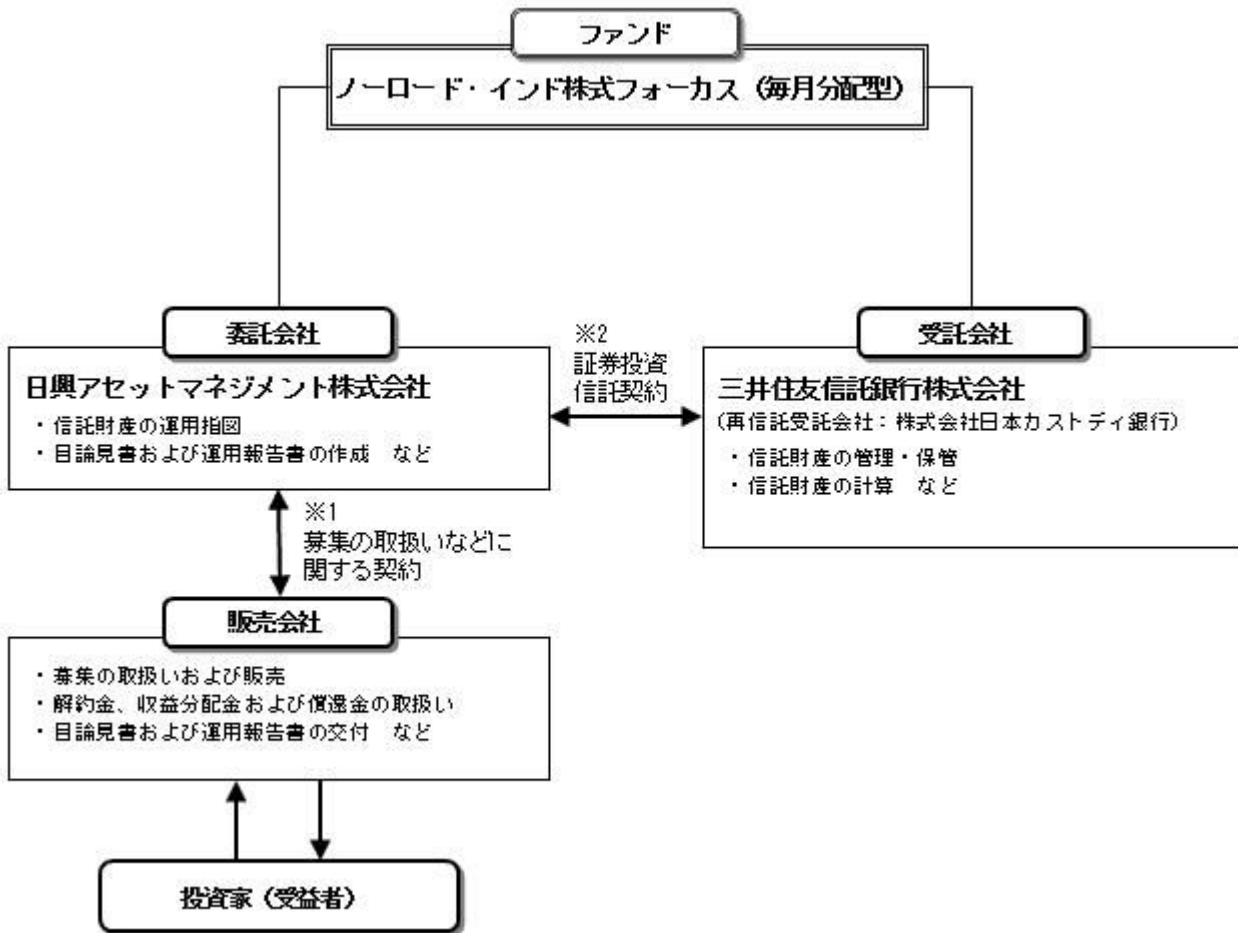 ファンド
ノーロード・インド株式フォーカス（毎月分配型）
委託会社
日興アセットマネジメント株式会社
・信託財産の運用指図
・目論見書および運用報告書の作成　など
※2
証券投資
信託契約
受託会社
三井住友信託銀行株式会社
（再信託受託会社：株式会社日本カストディ銀行）
・信託財産の管理・保管
・信託財産の計算　など
※1
募集の取扱いなどに
関する契約
販売会社
・募集の取扱いおよび販売
・解約金、収益分配金および償還金の取扱い
・目論見書および運用報告書の交付　など
投資家（受益者）